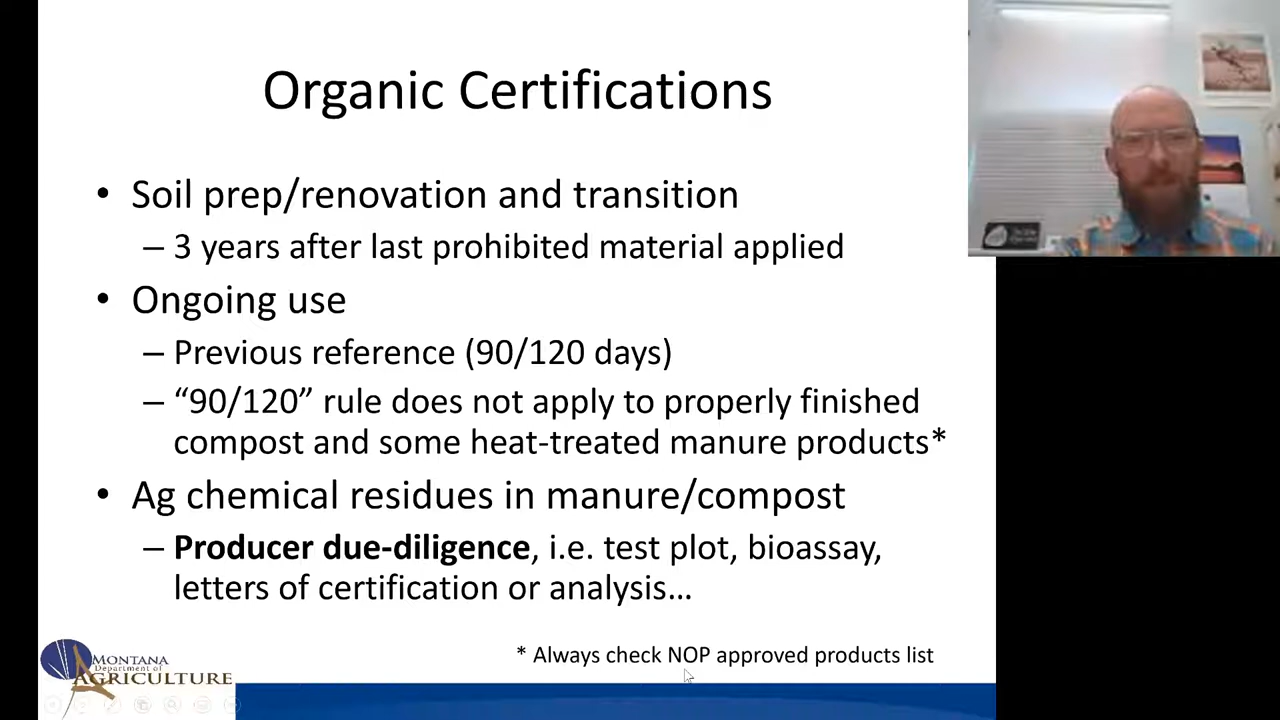 Organic Certifications
• Soil prep/renovation and transition
– 3 years after last prohibited material applied
• Ongoing use
– Previous reference (90/120 days)
– “90/120” rule does not apply to properly finished
compost and some heat-treated manure products*
• Ag chemical residues in manure/compost
– Producer due-diligence, i.e. test plot, bioassay,
letters of certification or analysis…
* Always check NOP approved products list
MONTANA
Department of
AGRICULTURE